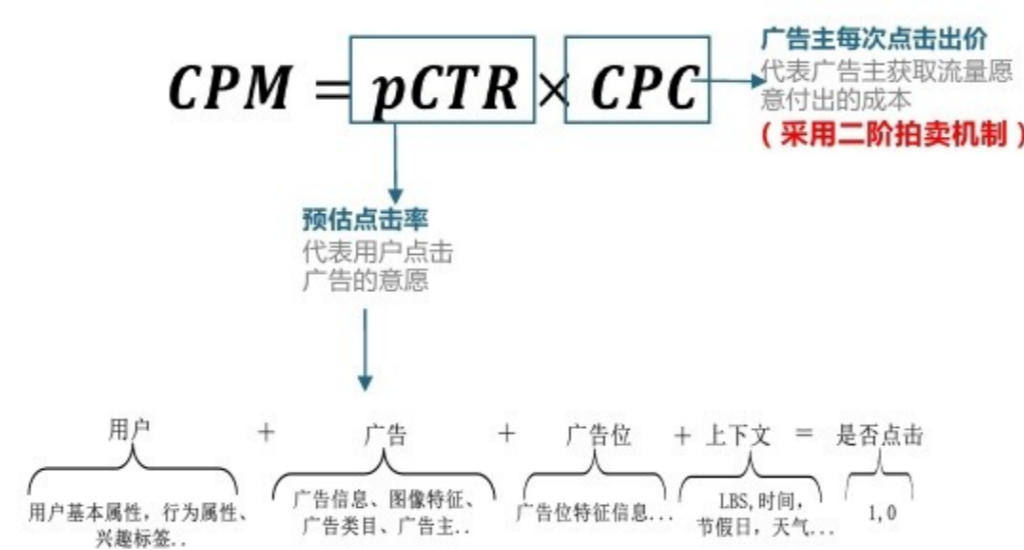 CPM = pCTR × CPC
广告主每次点击出价
代表广告主获取流量愿
意付出的成本
（采用二阶拍卖机制）
预估点击率
代表用户点击
广告的意愿
用户 + 广告 + 广告位 + 上下文 = 是否点击
用户基本属性，行为属性、
兴趣标签..
广告信息、图像特征、
广告类目、广告主..
广告位特征信息...
LBS,时间，
节假日，天气...
1,0